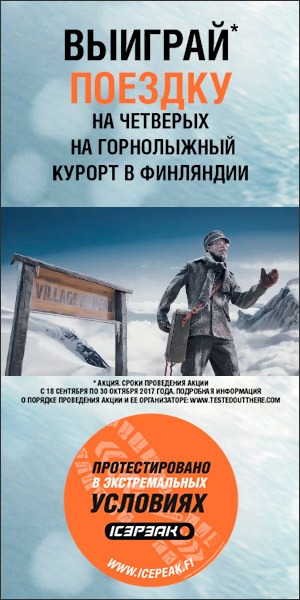 ВЫИГРАЙ*
ПОЕЗДКУ
НА ЧЕТВЕРЫХ
НА ГОРНОЛЫЖНЫЙ
КУРОРТ В ФИНЛЯНДИИ
VILLAGE
* АКЦИЯ. СРОКИ ПРОВЕДЕНИЯ АКЦИИ
С 18 СЕНТЯБРЯ ПО 30 ОКТЯБРЯ 2017 ГОДА. ПОДРОБНАЯ ИНФОРМАЦИЯ
О ПОРЯДКЕ ПРОВЕДЕНИЯ АКЦИИ И ЕЕ ОРГАНИЗАТОРЕ: WWW.TESTEDOUTTHERE.COM
ПРОТЕСТИРОВАНО
В ЭКСТРЕМАЛЬНЫХ
УСЛОВИЯХ
ICEPEAK
WWW.ICEPEAK.FI